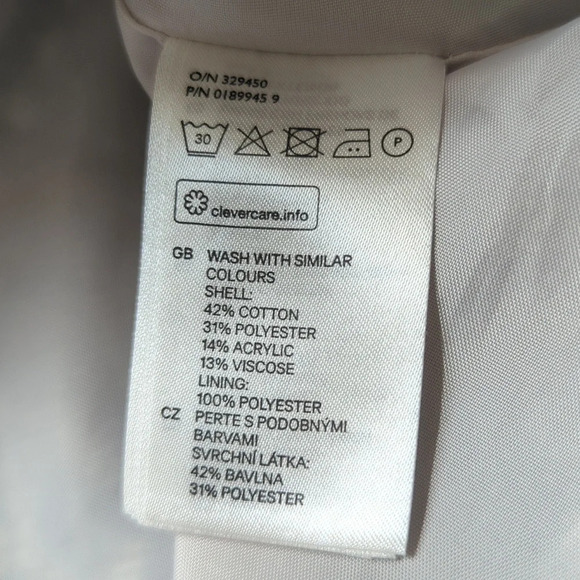 O/N 329450
P/N 0189945 9
30 P
clevercare.info
GB WASH WITH SIMILAR
COLOURS
SHELL:
42% COTTON
31% POLYESTER
14% ACRYLIC
13% VISCOSE
LINING:
100% POLYESTER
CZ PERTE S PODOBNÝMI
BARVAMI
SVRCHNÍ LÁTKA:
42% BAVLNA
31% POLYESTER